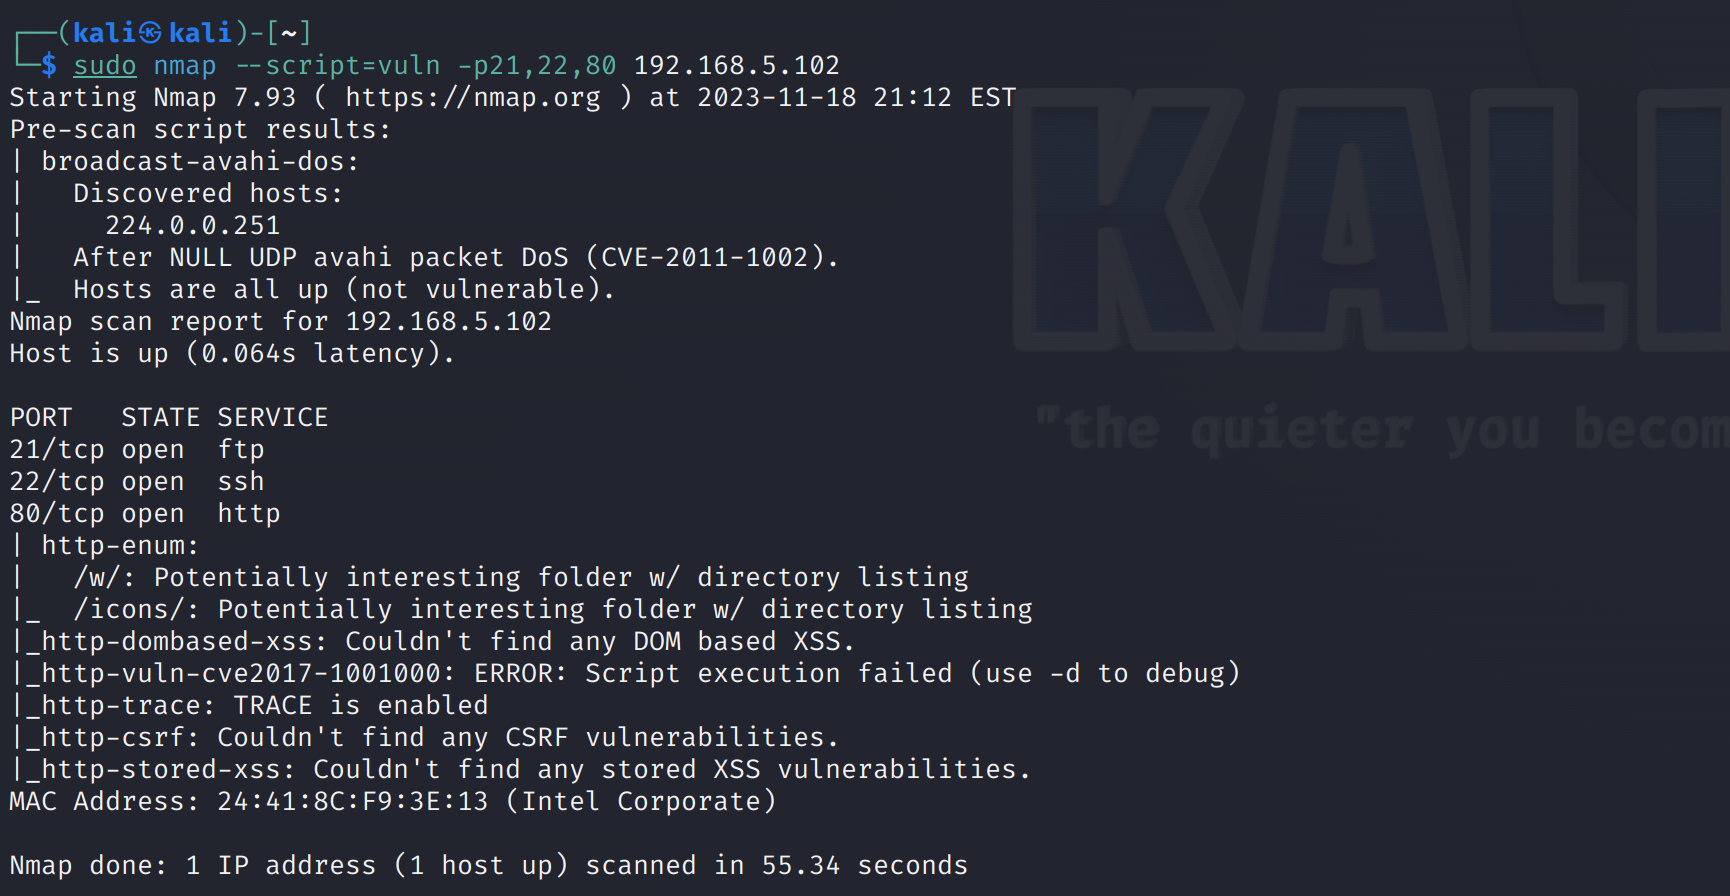 ┌──(kali㉿kali)-[~]
└─$ sudo nmap --script=vuln -p21,22,80 192.168.5.102
Starting Nmap 7.93 ( https://nmap.org ) at 2023-11-18 21:12 EST
Pre-scan script results:
| broadcast-avahi-dos:
|   Discovered hosts:
|     224.0.0.251
|   After NULL UDP avahi packet DoS (CVE-2011-1002).
|_  Hosts are all up (not vulnerable).
Nmap scan report for 192.168.5.102
Host is up (0.064s latency).
KALI
PORT   STATE SERVICE
"the quieter you becom
21/tcp open  ftp
22/tcp open  ssh
80/tcp open  http
| http-enum:
|   /w/: Potentially interesting folder w/ directory listing
|_  /icons/: Potentially interesting folder w/ directory listing
|_http-dombased-xss: Couldn't find any DOM based XSS.
|_http-vuln-cve2017-1001000: ERROR: Script execution failed (use -d to debug)
|_http-trace: TRACE is enabled
|_http-csrf: Couldn't find any CSRF vulnerabilities.
|_http-stored-xss: Couldn't find any stored XSS vulnerabilities.
MAC Address: 24:41:8C:F9:3E:13 (Intel Corporate)
Nmap done: 1 IP address (1 host up) scanned in 55.34 seconds